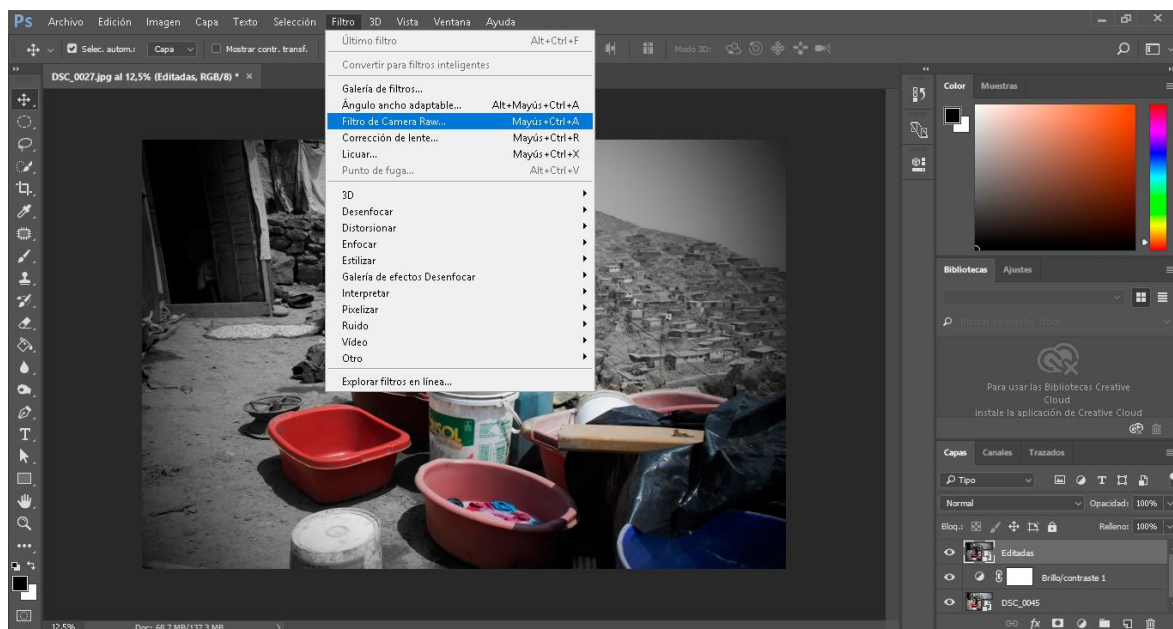 Ps Archivo Edición Imagen Capa Texto Selección Filtro 3D Vista Ventana Ayuda
Selec. autom.: Capa Mostrar contr. transf. Modo 3D:
DSC_0027.jpg al 12,5% (Editadas, RGB/8) * ×
Último filtro Alt+Ctrl+F
Convertir para filtros inteligentes
Galería de filtros...
Ángulo ancho adaptable... Alt+Mayús+Ctrl+A
Filtro de Camera Raw... Mayús+Ctrl+A
Corrección de lente... Mayús+Ctrl+R
Licuar... Mayús+Ctrl+X
Punto de fuga... Alt+Ctrl+V
3D
Desenfocar
Distorsionar
Enfocar
Estilizar
Galería de efectos Desenfocar
Interpretar
Pixelizar
Ruido
Vídeo
Otro
Explorar filtros en línea...
Color Muestras
Bibliotecas Ajustes
Buscar en Adobe Stock
Para usar las Bibliotecas Creative
Cloud
instale la aplicación de Creative Cloud
Capas Canales Trazados
Tipo
Normal Opacidad: 100%
Bloq.: Relleno: 100%
Editadas
Brillo/contraste 1
DSC_0045
fx
12,5% Doc: 68,7 MB/137,3 MB